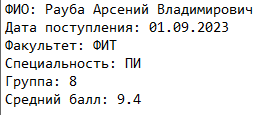 ФИО: Рауба Арсений Владимирович
Дата поступления: 01.09.2023
Факультет: ФИТ
Специальность: ПИ
Группа: 8
Средний балл: 9.4